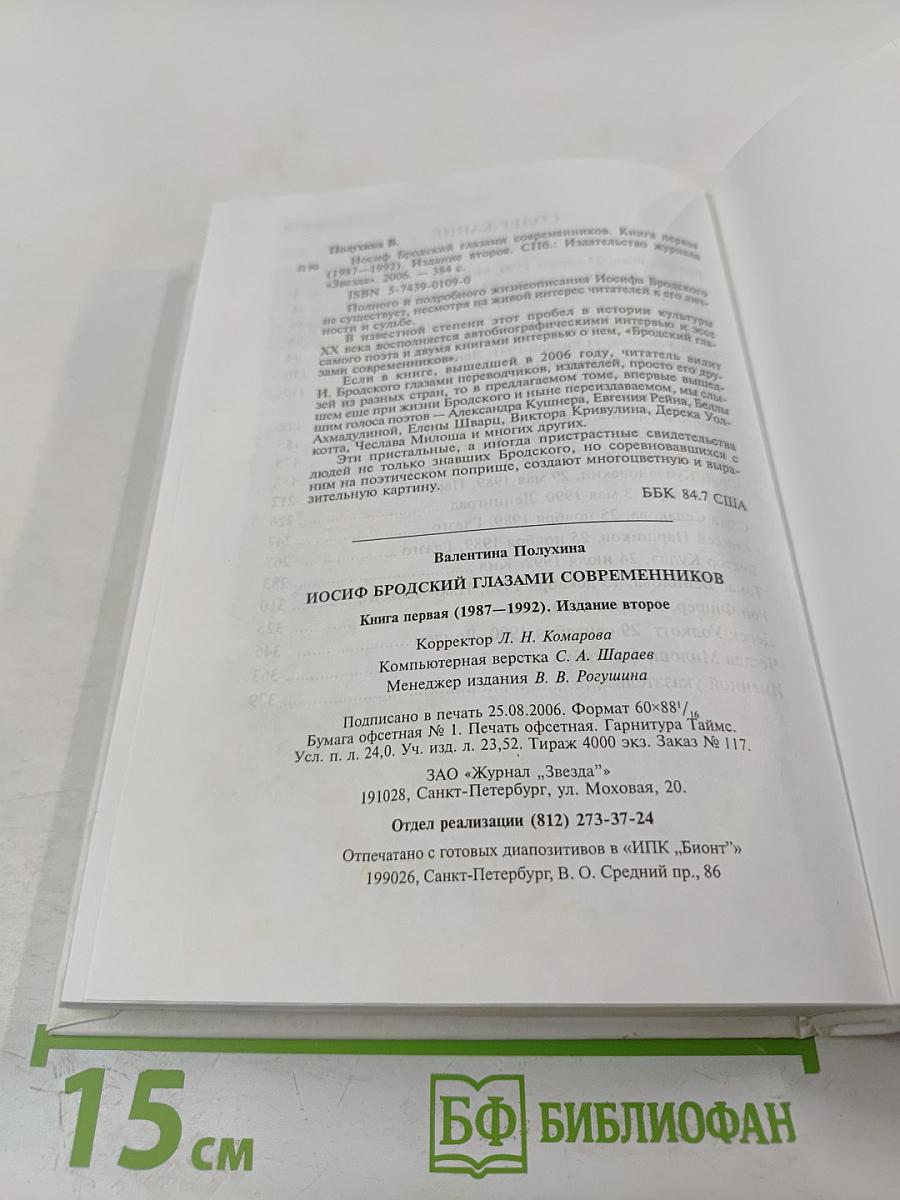 Полухина В.
П 60 Иосиф Бродский глазами современников. Книга первая
(1987—1992). Издание второе. СПб.: Издательство журнала
«Звезда». 2006. — 384 с.
ISBN 5-7439-0109-0
Полного и подробного жизнеописания Иосифа Бродского
не существует, несмотря на живой интерес читателей к его лич-
ности и судьбе.
В известной степени этот пробел в истории культуры
XX века восполняется автобиографическими интервью и эссе
самого поэта и двумя книгами интервью о нем, «Бродский гла-
зами современников».
Если в книге, вышедшей в 2006 году, читатель видит
И. Бродского глазами переводчиков, издателей, просто его дру-
зей из разных стран, то в предлагаемом томе, впервые вышед-
шем еще при жизни Бродского и ныне переиздаваемом, мы слы-
шим голоса поэтов — Александра Кушнера, Евгения Рейна, Беллы
Ахмадулиной, Елены Шварц, Виктора Кривулина, Дерека Уол-
котта, Чеслава Милоша и многих других.
Эти пристальные, а иногда пристрастные свидетельства
людей не только знавших Бродского, но соревновавшихся с
ним на поэтическом поприще, создают многоцветную и выра-
зительную картину.
ББК 84.7 США
Валентина Полухина
ИОСИФ БРОДСКИЙ ГЛАЗАМИ СОВРЕМЕННИКОВ
Книга первая (1987—1992). Издание второе
Корректор Л. Н. Комарова
Компьютерная верстка С. А. Шараев
Менеджер издания В. В. Рогушина
Подписано в печать 25.08.2006. Формат 60×88¹/₁₆
Бумага офсетная № 1. Печать офсетная. Гарнитура Таймс.
Усл. п. л. 24,0. Уч. изд. л. 23,52. Тираж 4000 экз. Заказ № 117.
ЗАО «Журнал „Звезда”»
191028, Санкт-Петербург, ул. Моховая, 20.
Отдел реализации (812) 273-37-24
Отпечатано с готовых диапозитивов в «ИПК „Бионт”»
199026, Санкт-Петербург, В. О. Средний пр., 86
15 см
БФ БИБЛИОФАН